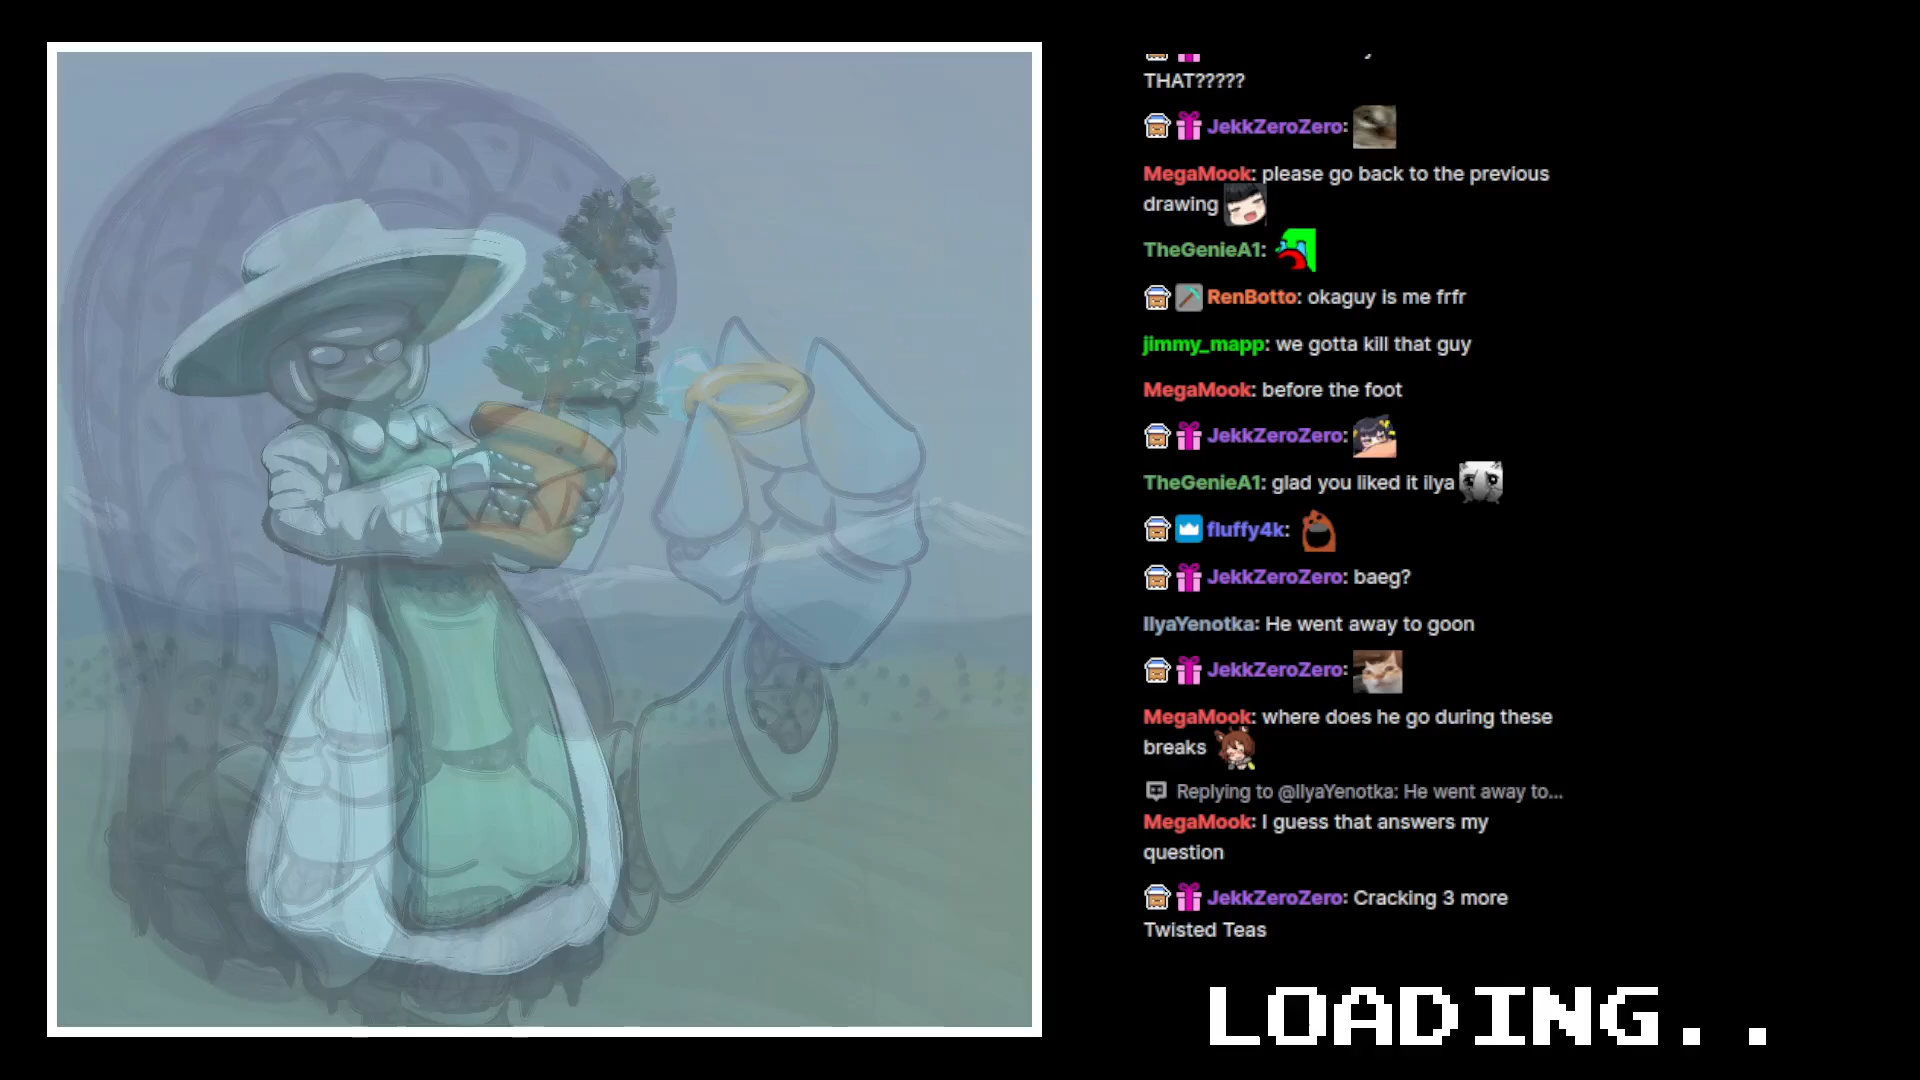 THAT?????
JekkZeroZero:
MegaMook: please go back to the previous
drawing
TheGenieA1:
RenBotto: okaguy is me frfr
jimmy_mapp: we gotta kill that guy
MegaMook: before the foot
JekkZeroZero:
TheGenieA1: glad you liked it ilya
fluffy4k:
JekkZeroZero: baeg?
IlyaYenotka: He went away to goon
JekkZeroZero:
MegaMook: where does he go during these
breaks
Replying to @IlyaYenotka: He went away to...
MegaMook: I guess that answers my
question
JekkZeroZero: Cracking 3 more
Twisted Teas
LOADING..